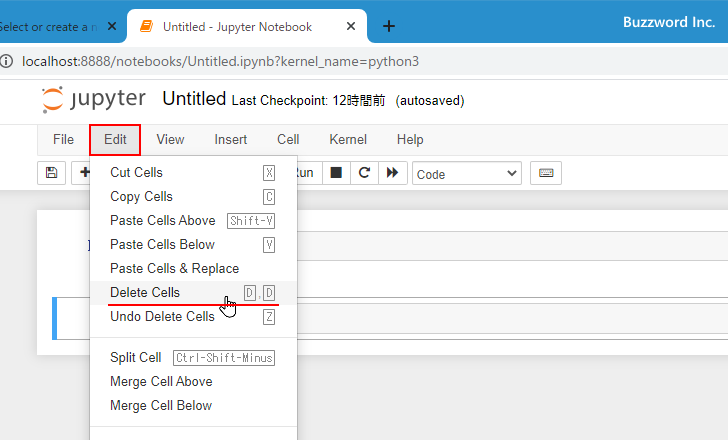 Select or create a n
Untitled - Jupyter Notebook
Buzzword Inc.
localhost:8888/notebooks/Untitled.ipynb?kernel_name=python3
jupyter Untitled Last Checkpoint: 12時間前 (autosaved)
File Edit View Insert Cell Kernel Help
Run Code
Cut Cells X
Copy Cells C
Paste Cells Above Shift-V
Paste Cells Below V
Paste Cells & Replace
Delete Cells D,D
Undo Delete Cells Z
Split Cell Ctrl-Shift-Minus
Merge Cell Above
Merge Cell Below